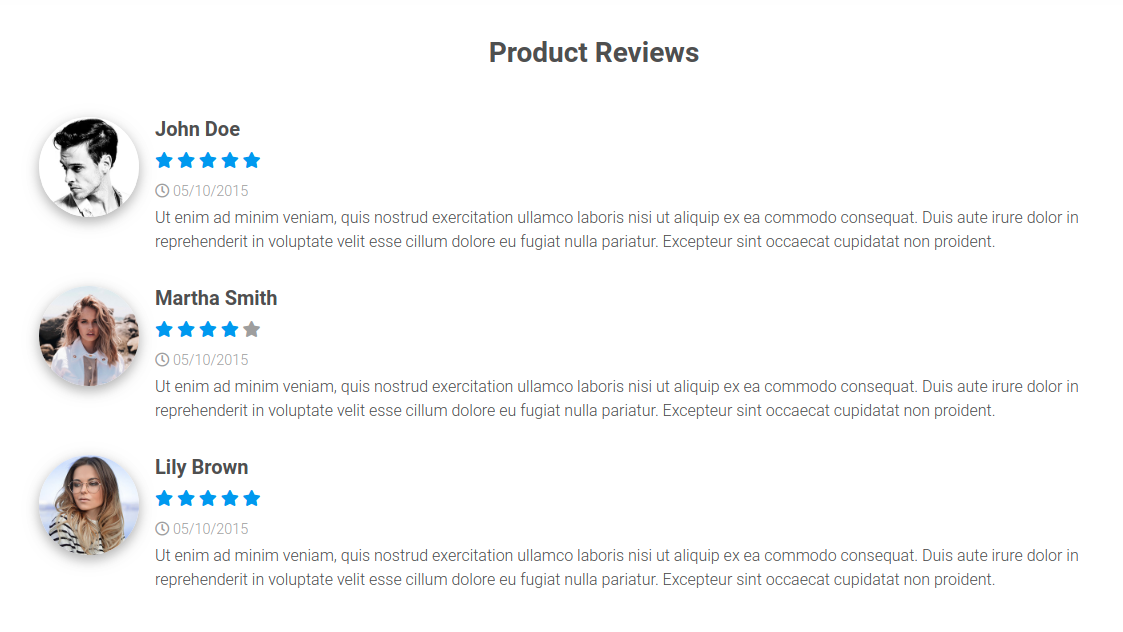 Product Reviews
John Doe
05/10/2015
Ut enim ad minim veniam, quis nostrud exercitation ullamco laboris nisi ut aliquip ex ea commodo consequat. Duis aute irure dolor in
reprehenderit in voluptate velit esse cillum dolore eu fugiat nulla pariatur. Excepteur sint occaecat cupidatat non proident.
Martha Smith
05/10/2015
Ut enim ad minim veniam, quis nostrud exercitation ullamco laboris nisi ut aliquip ex ea commodo consequat. Duis aute irure dolor in
reprehenderit in voluptate velit esse cillum dolore eu fugiat nulla pariatur. Excepteur sint occaecat cupidatat non proident.
Lily Brown
05/10/2015
Ut enim ad minim veniam, quis nostrud exercitation ullamco laboris nisi ut aliquip ex ea commodo consequat. Duis aute irure dolor in
reprehenderit in voluptate velit esse cillum dolore eu fugiat nulla pariatur. Excepteur sint occaecat cupidatat non proident.